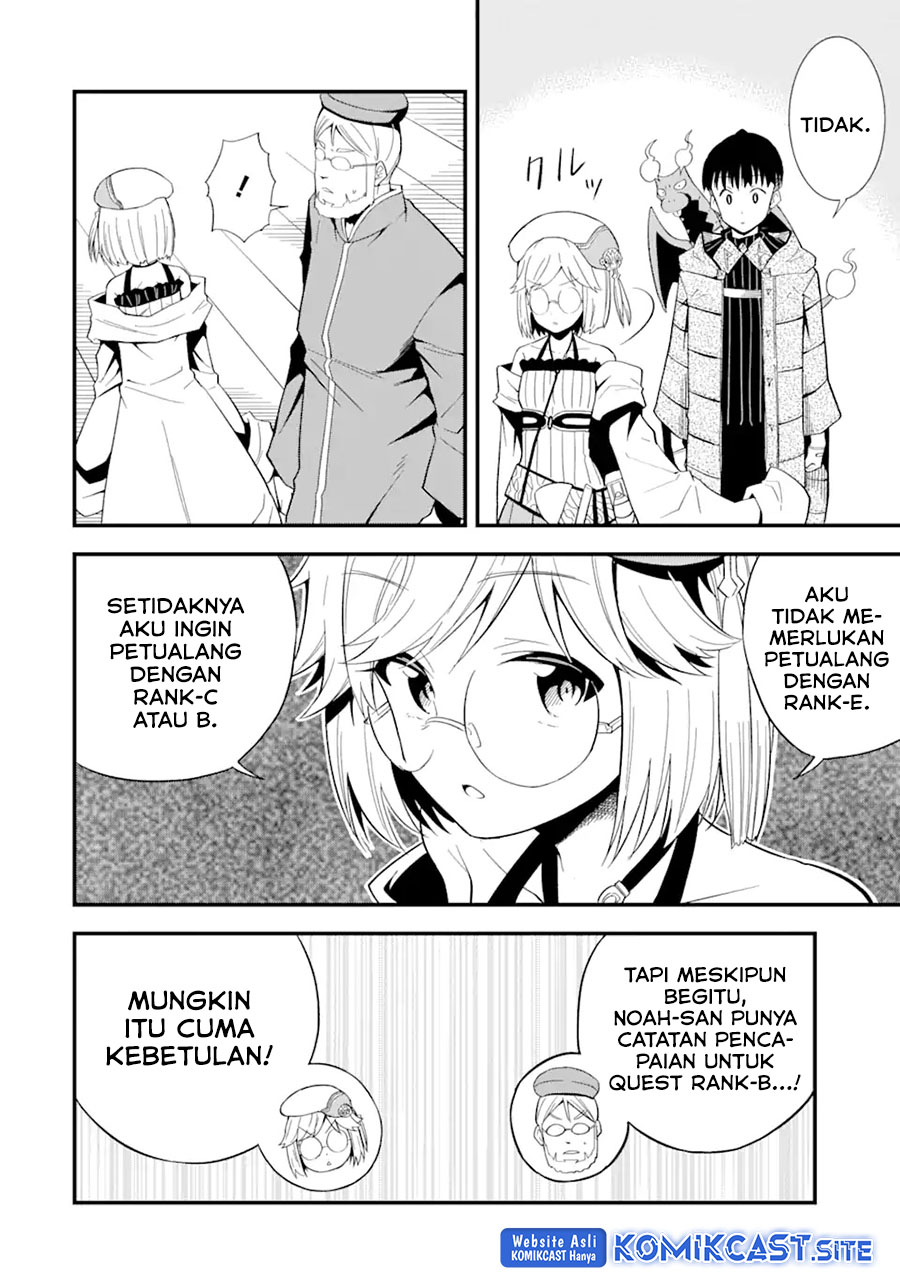 TIDAK.
クルッ
!
AKU
TIDAK ME-
MERLUKAN
PETUALANG
DENGAN
RANK-E.
SETIDAKNYA
AKU INGIN
PETUALANG
DENGAN
RANK-C
ATAU B.
TAPI MESKIPUN
BEGITU,
NOAH-SAN PUNYA
CATATAN PENCA-
PAIAN UNTUK
QUEST RANK-B...!
MUNGKIN
ITU CUMA
KEBETULAN!
Website Asli
KOMIKCAST Hanya
KOMIKCAST.SITE